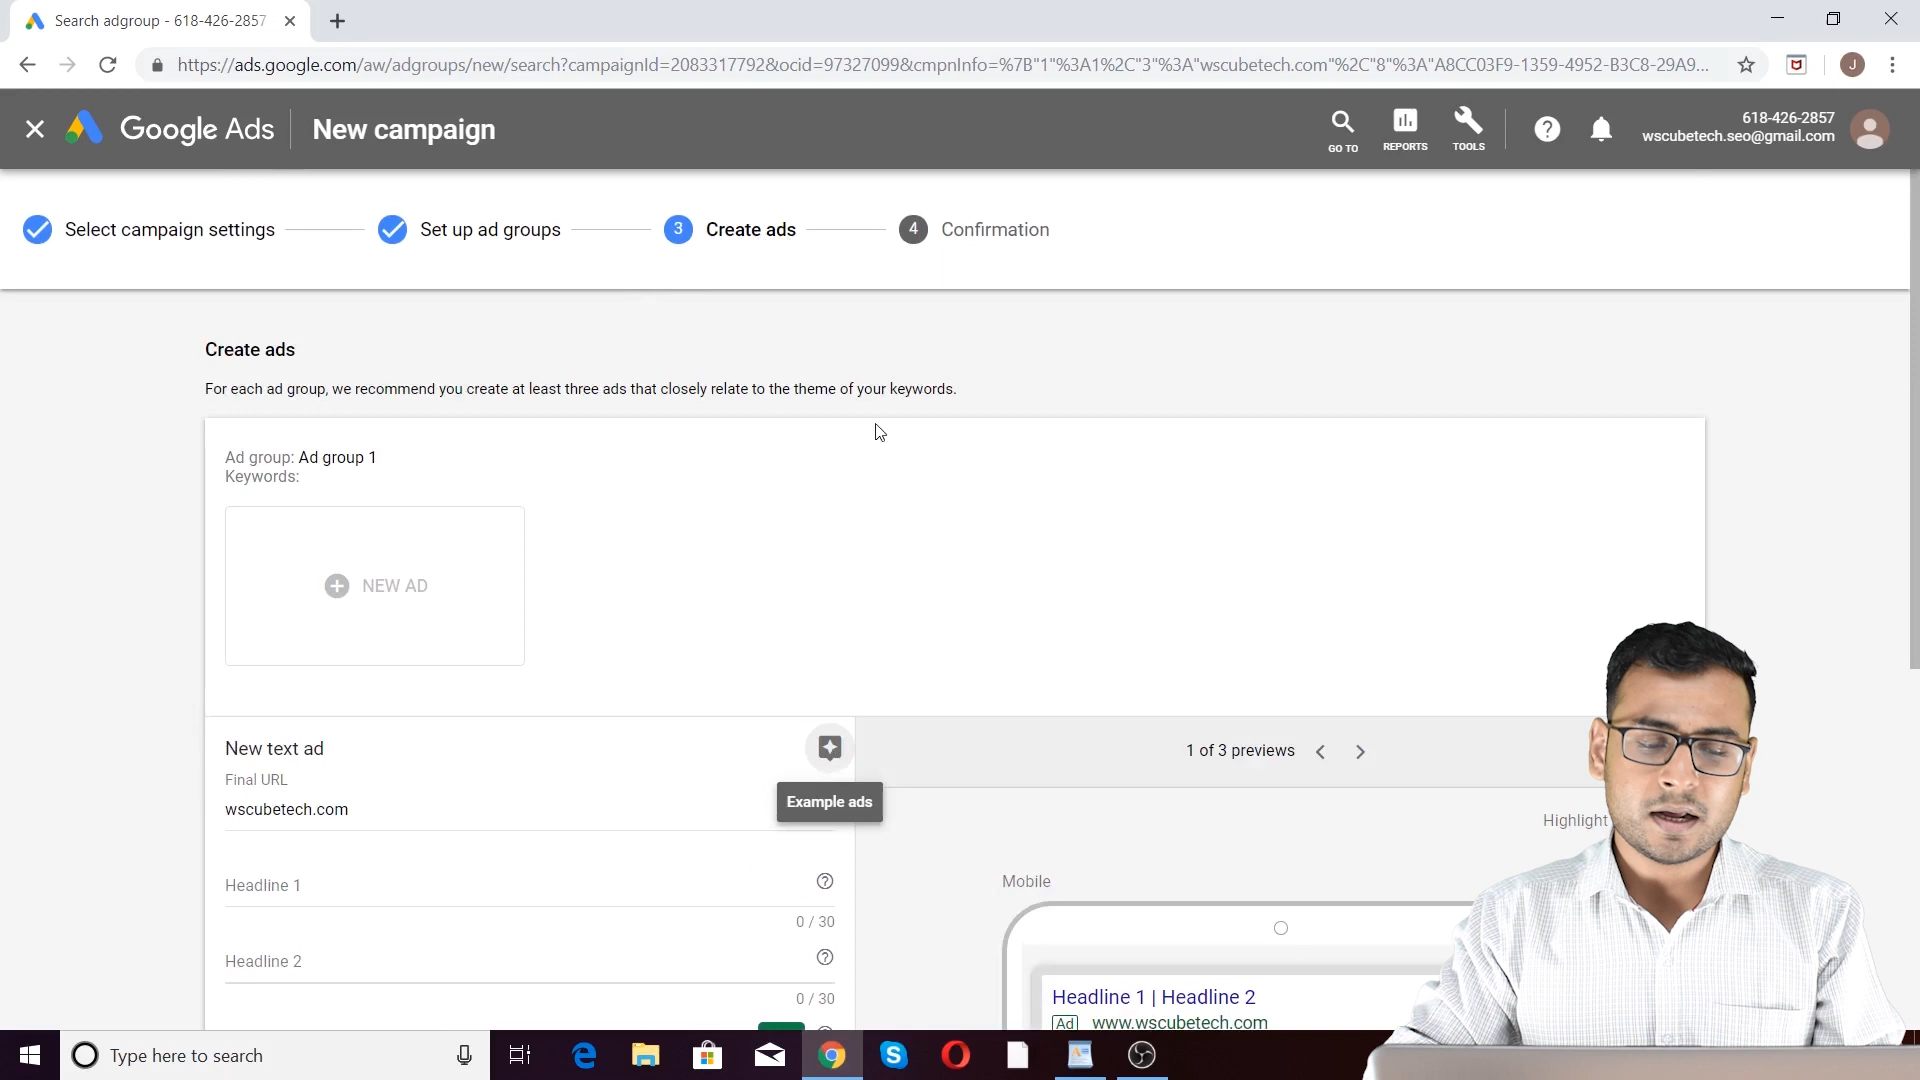 Search adgroup - 618-426-2857
https://ads.google.com/aw/adgroups/new/search?campaignId=2083317792&ocid=97327099&cmpnInfo=%7B"1"%3A1%2C"3"%3A"wscubetech.com"%2C"8"%3A"A8CC03F9-1359-4952-B3C8-29A9...
J
Google Ads
New campaign
GO TO
REPORTS
TOOLS
618-426-2857
wscubetech.seo@gmail.com
Select campaign settings
Set up ad groups
3 Create ads
4 Confirmation
Create ads
For each ad group, we recommend you create at least three ads that closely relate to the theme of your keywords.
Ad group: Ad group 1
Keywords:
NEW AD
New text ad
Final URL
wscubetech.com
Example ads
1 of 3 previews
Highlight
Headline 1
0 / 30
Headline 2
0 / 30
Mobile
Headline 1 | Headline 2
Ad www.wscubetech.com
Type here to search